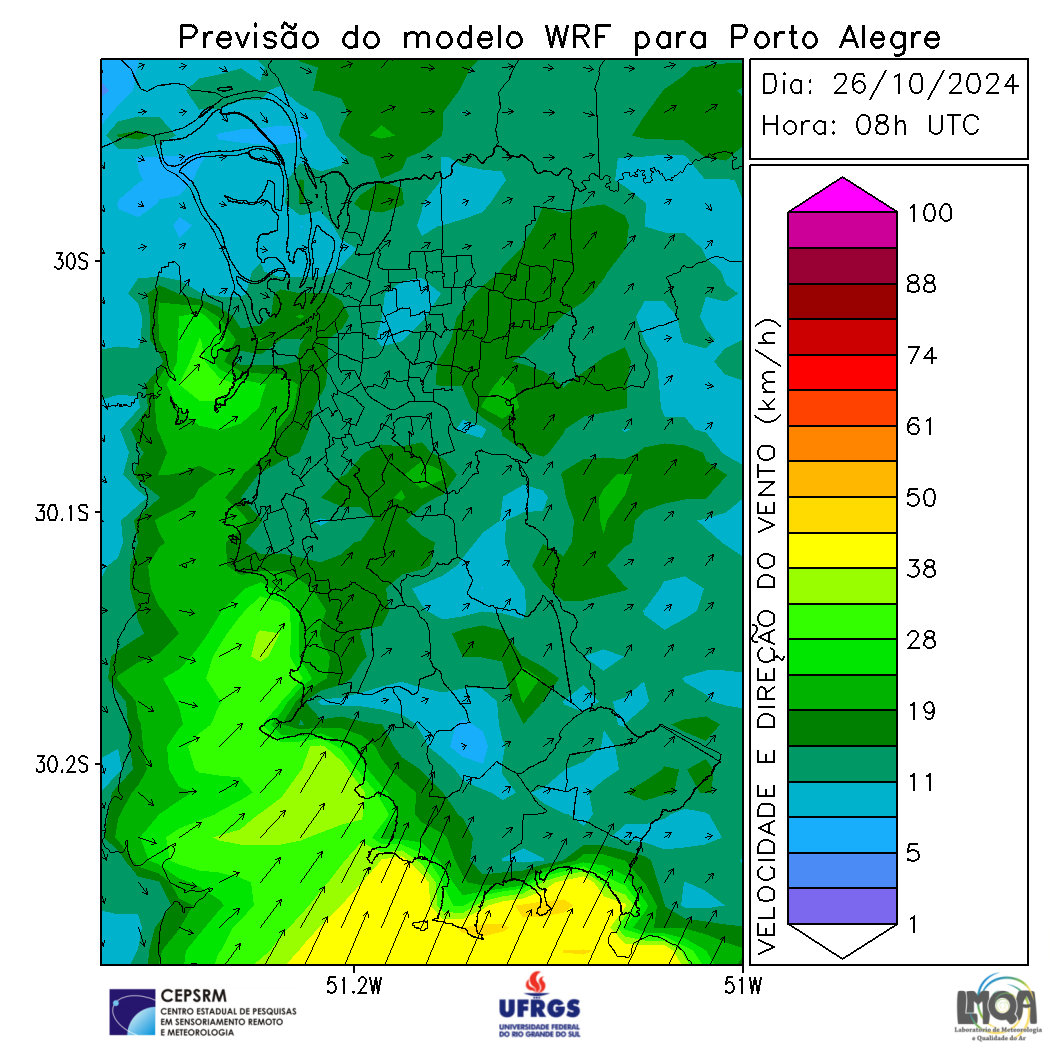 Previsão do modelo WRF para Porto Alegre
Dia: 26/10/2024
Hora: 08h UTC
30S
30.1S
30.2S
51.2W
51W
VELOCIDADE E DIREÇÃO DO VENTO (km/h)
100
88
74
61
50
38
28
19
11
5
1
CEPSRM
CENTRO ESTADUAL DE PESQUISAS
EM SENSORIAMENTO REMOTO
E METEOROLOGIA
UFRGS
UNIVERSIDADE FEDERAL
DO RIO GRANDE DO SUL
LMQA
Laboratório de Meteorologia
e Qualidade do Ar